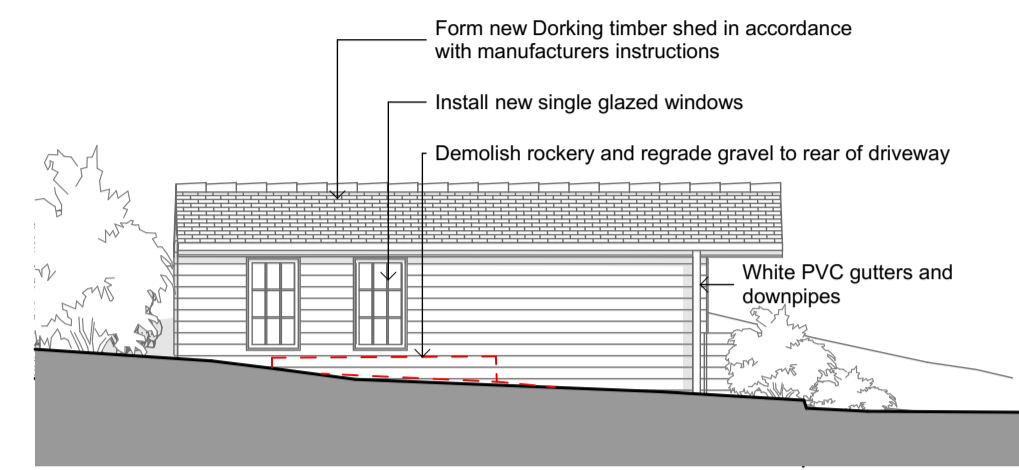 Form new Dorking timber shed in accordance
with manufacturers instructions
Install new single glazed windows
Demolish rockery and regrade gravel to rear of driveway
White PVC gutters and
downpipes